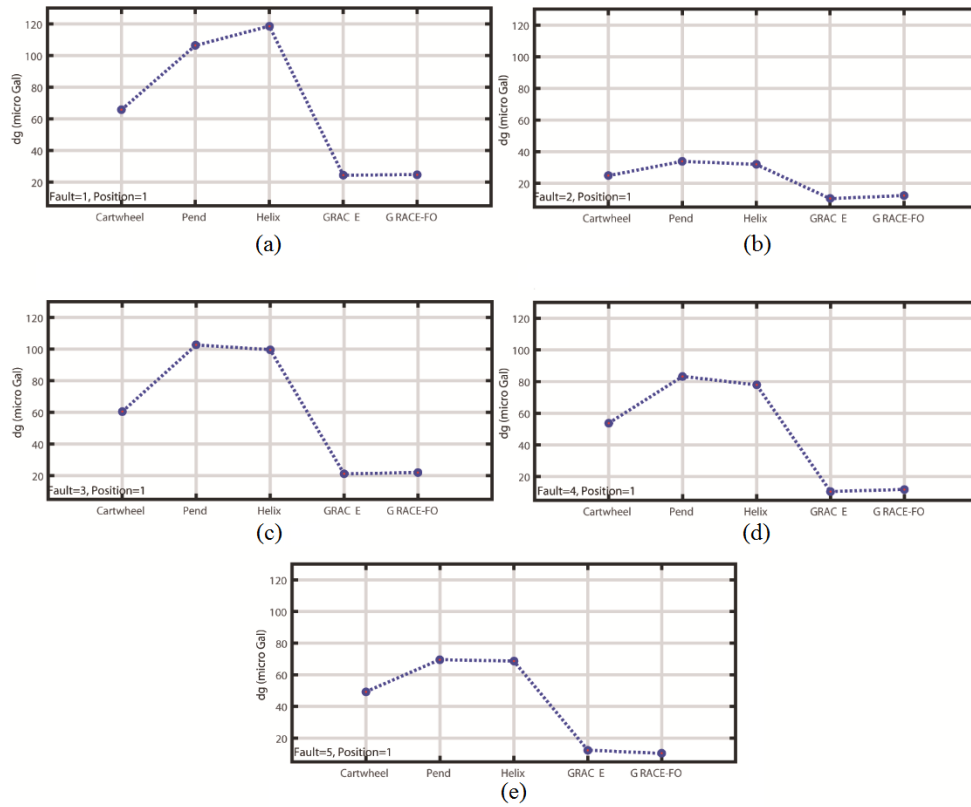 120
100
80
60
40
20
dg (micro Gal)
Fault=1, Position=1
Cartwheel Pend Helix GRAC E G RACE-FO
(a)
120
100
80
60
40
20
dg (micro Gal)
Fault=2, Position=1
Cartwheel Pend Helix GRAC E G RACE-FO
(b)
120
100
80
60
40
20
dg (micro Gal)
Fault=3, Position=1
Cartwheel Pend Helix GRAC E G RACE-FO
(c)
120
100
80
60
40
20
dg (micro Gal)
Fault=4, Position=1
Cartwheel Pend Helix GRAC E G RACE-FO
(d)
120
100
80
60
40
20
dg (micro Gal)
Fault=5, Position=1
Cartwheel Pend Helix GRAC E G RACE-FO
(e)